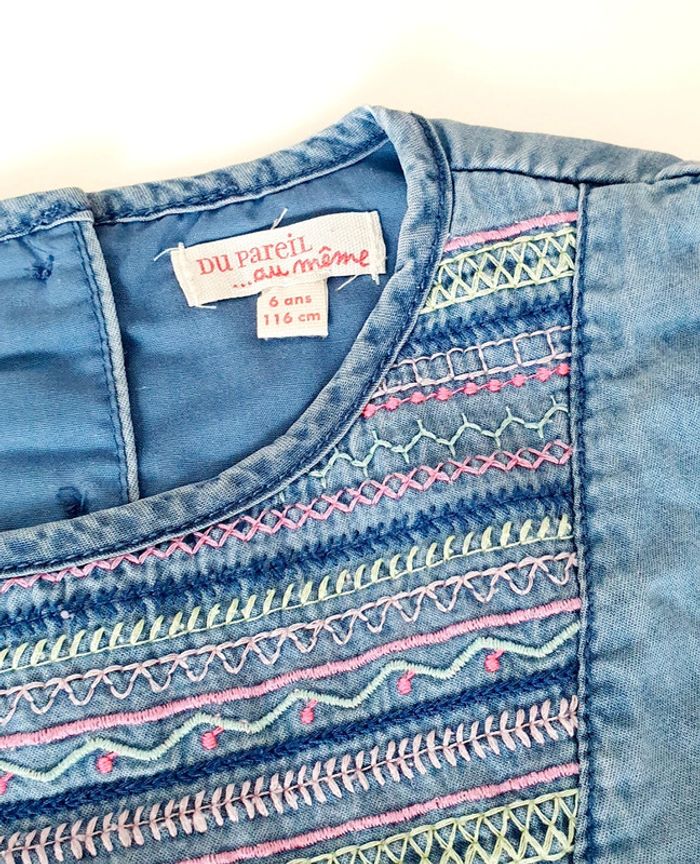 DU PAREIL
...au même
6 ans
116 cm